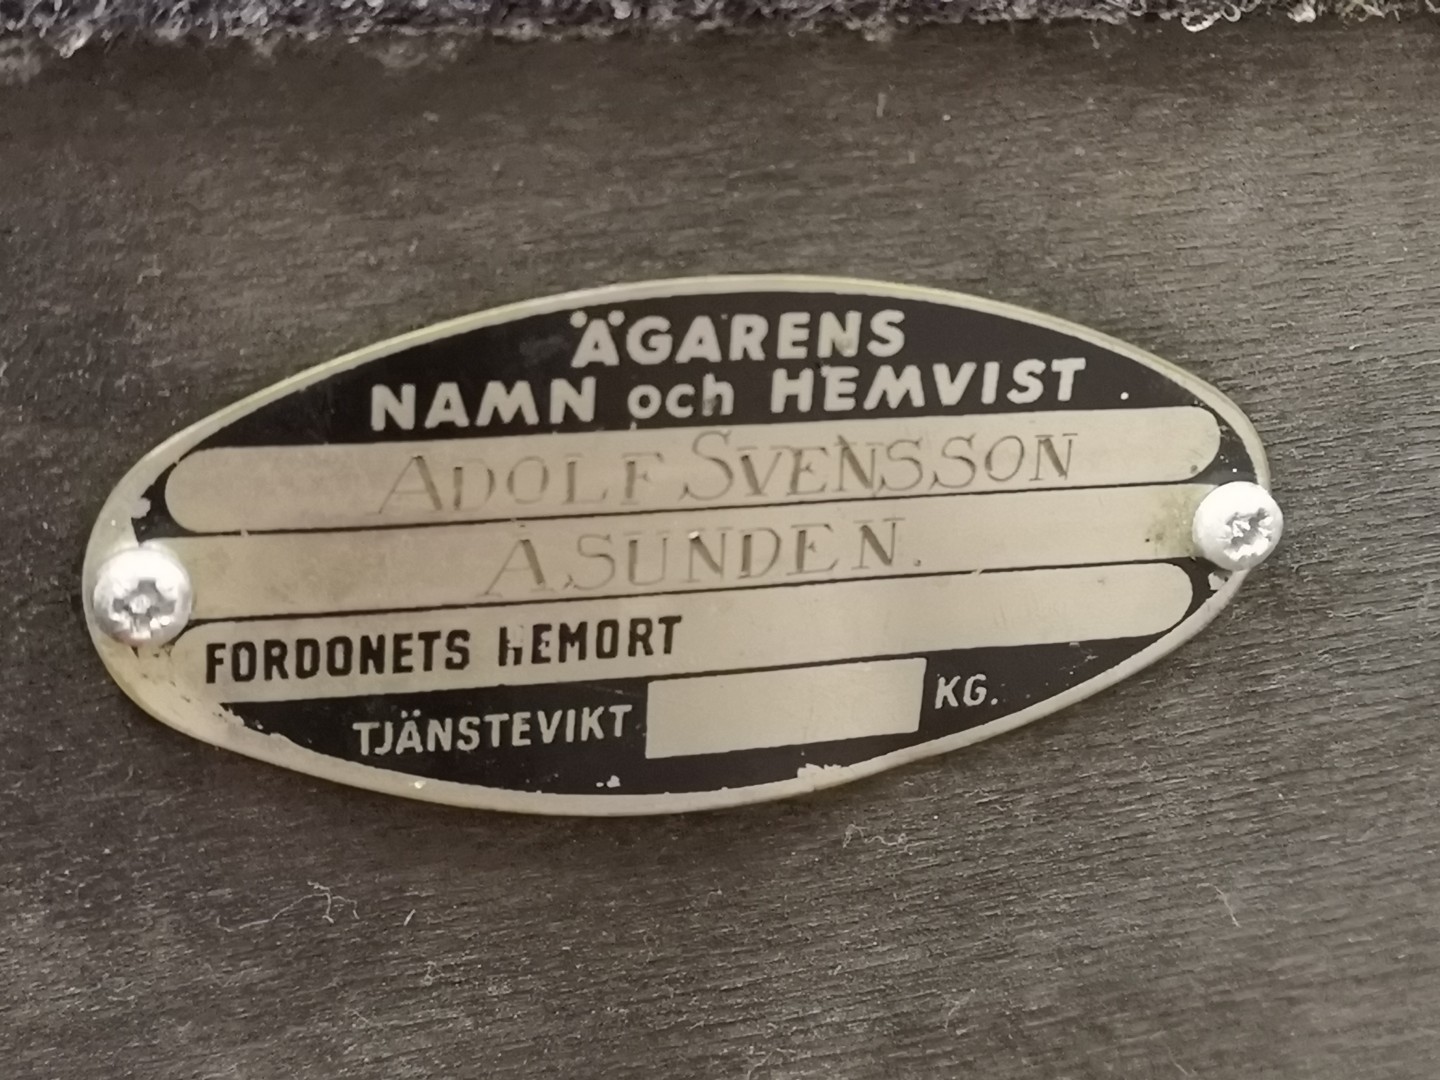 ÄGARENS
NAMN och HEMVIST
ADOLF SVENSSON
ÅSUNDEN.
FORDONETS HEMORT
TJÄNSTEVIKT KG.